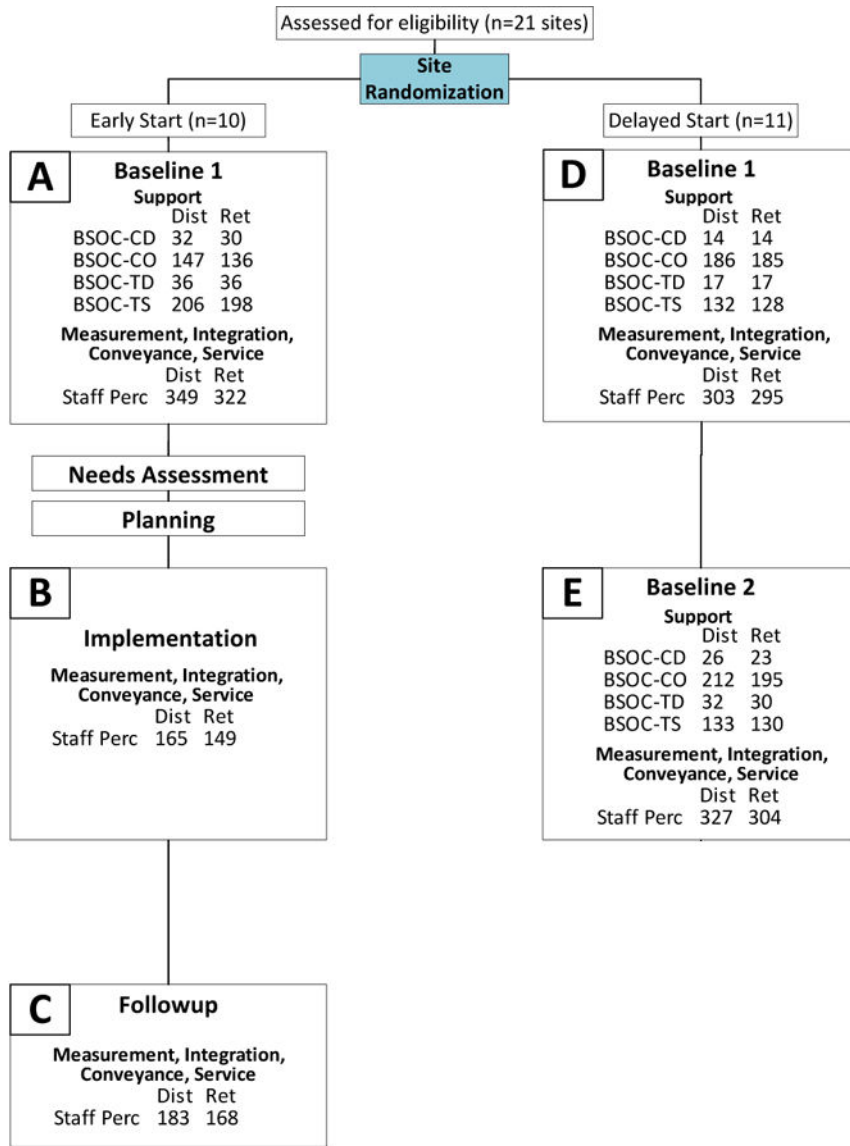 Assessed for eligibility (n=21 sites)
Site
Randomization
Early Start (n=10)
Delayed Start (n=11)
A
Baseline 1
Support
Dist Ret
BSOC-CD 32 30
BSOC-CO 147 136
BSOC-TD 36 36
BSOC-TS 206 198
Measurement, Integration,
Conveyance, Service
Dist Ret
Staff Perc 349 322
D
Baseline 1
Support
Dist Ret
BSOC-CD 14 14
BSOC-CO 186 185
BSOC-TD 17 17
BSOC-TS 132 128
Measurement, Integration,
Conveyance, Service
Dist Ret
Staff Perc 303 295
Needs Assessment
Planning
B
Implementation
Measurement, Integration,
Conveyance, Service
Dist Ret
Staff Perc 165 149
E
Baseline 2
Support
Dist Ret
BSOC-CD 26 23
BSOC-CO 212 195
BSOC-TD 32 30
BSOC-TS 133 130
Measurement, Integration,
Conveyance, Service
Dist Ret
Staff Perc 327 304
C
Followup
Measurement, Integration,
Conveyance, Service
Dist Ret
Staff Perc 183 168